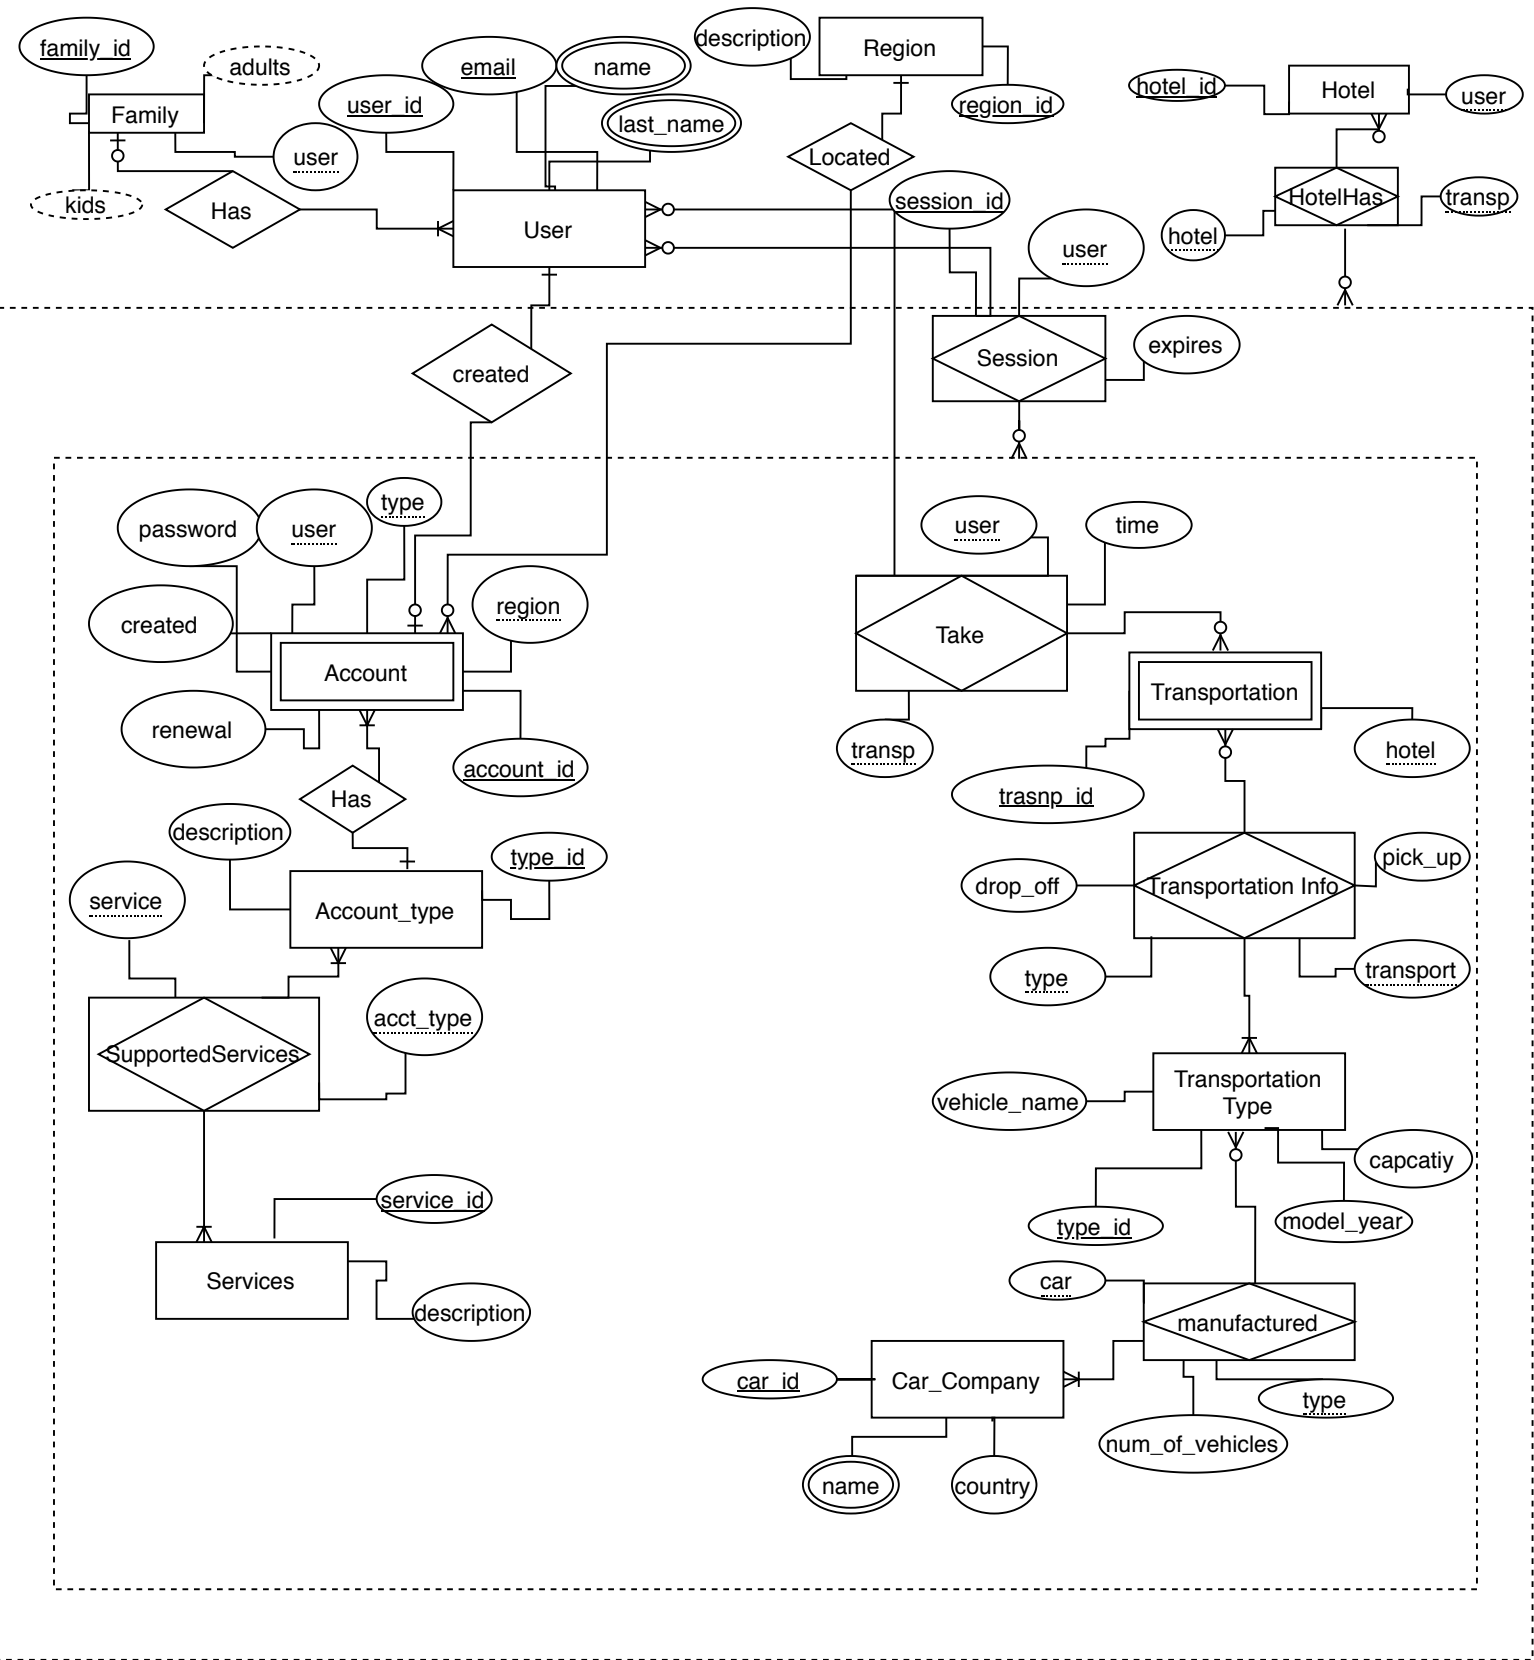 family_id
adults
Family
user
kids
Has
user_id
email
name
last_name
User
description
Region
region_id
Located
session_id
hotel_id
Hotel
user
HotelHas
transp
hotel
user
Session
expires
created
password
user
type
created
region
Account
renewal
account_id
Has
description
type_id
service
Account_type
acct_type
SupportedServices
service_id
Services
description
user
time
Take
transp
Transportation
hotel
trasnp_id
drop_off
Transportation Info
pick_up
type
transport
Transportation
Type
vehicle_name
capcatiy
type_id
model_year
car
manufactured
Car_Company
car_id
type
num_of_vehicles
name
country